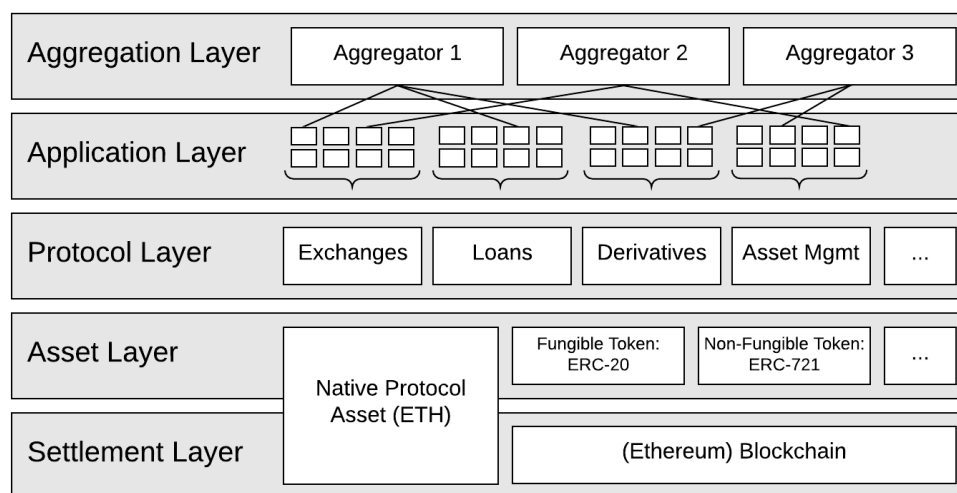 Aggregation Layer
Aggregator 1
Aggregator 2
Aggregator 3
Application Layer
Protocol Layer
Exchanges
Loans
Derivatives
Asset Mgmt
...
Asset Layer
Native Protocol
Asset (ETH)
Fungible Token:
ERC-20
Non-Fungible Token:
ERC-721
...
Settlement Layer
(Ethereum) Blockchain